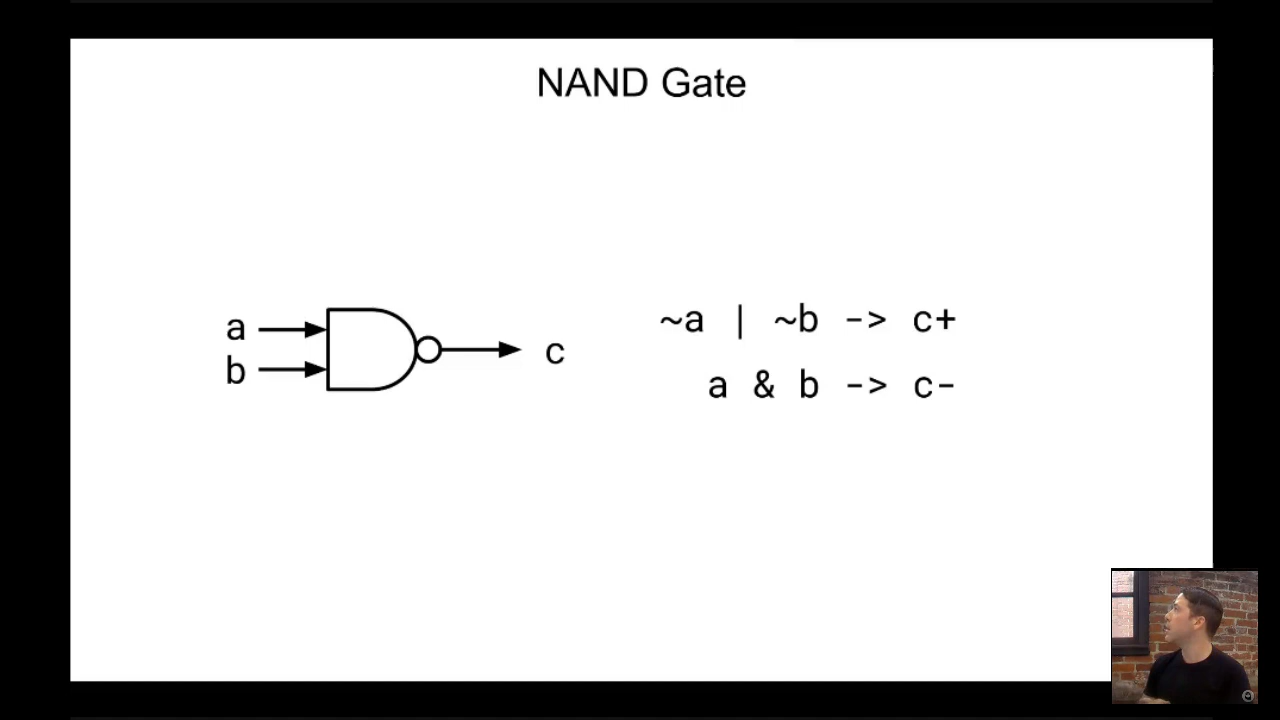 NAND Gate
a
b
c
~a | ~b -> c+
a & b -> c-